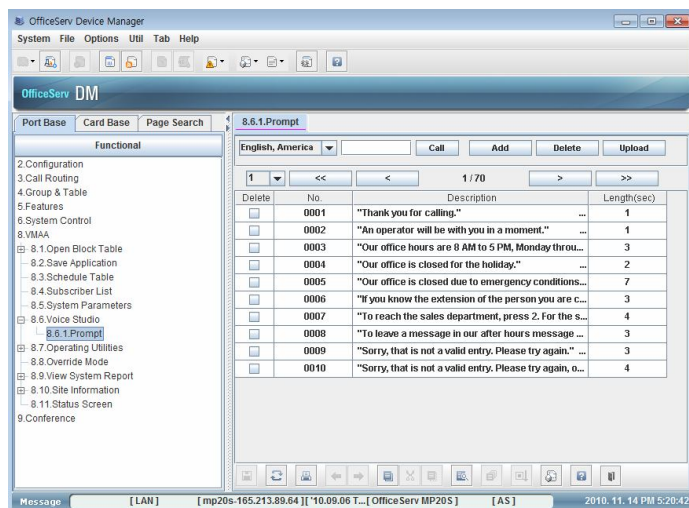 OfficeServ Device Manager
System File Options Util Tab Help
OfficeServ DM
Port Base Card Base Page Search
Functional
2.Configuration
3.Call Routing
4.Group & Table
5.Features
6.System Control
8.VMAA
8.1.Open Block Table
8.2.Save Application
8.3.Schedule Table
8.4.Subscriber List
8.5.System Parameters
8.6.Voice Studio
8.6.1.Prompt
8.7.Operating Utilities
8.8.Override Mode
8.9.View System Report
8.10.Site Information
8.11.Status Screen
9.Conference
8.6.1.Prompt
English, America Call Add Delete Upload
1 << < 1 / 70 > >>
Delete No. Description Length(sec)
0001 "Thank you for calling." ... 1
0002 "An operator will be with you in a moment." ... 1
0003 "Our office hours are 8 AM to 5 PM, Monday throu... 3
0004 "Our office is closed for the holiday." ... 2
0005 "Our office is closed due to emergency conditions... 7
0006 "If you know the extension of the person you are c... 3
0007 "To reach the sales department, press 2. For the s... 4
0008 "To leave a message in our after hours message ... 3
0009 "Sorry, that is not a valid entry. Please try again." ... 3
0010 "Sorry, that is not a valid entry. Please try again, o... 4
Message [ LAN ] [ mp20s-165.213.89.64 ][ '10.09.06 T...[ OfficeServ MP20S ] [ AS ] 2010. 11. 14 PM 5:20:42